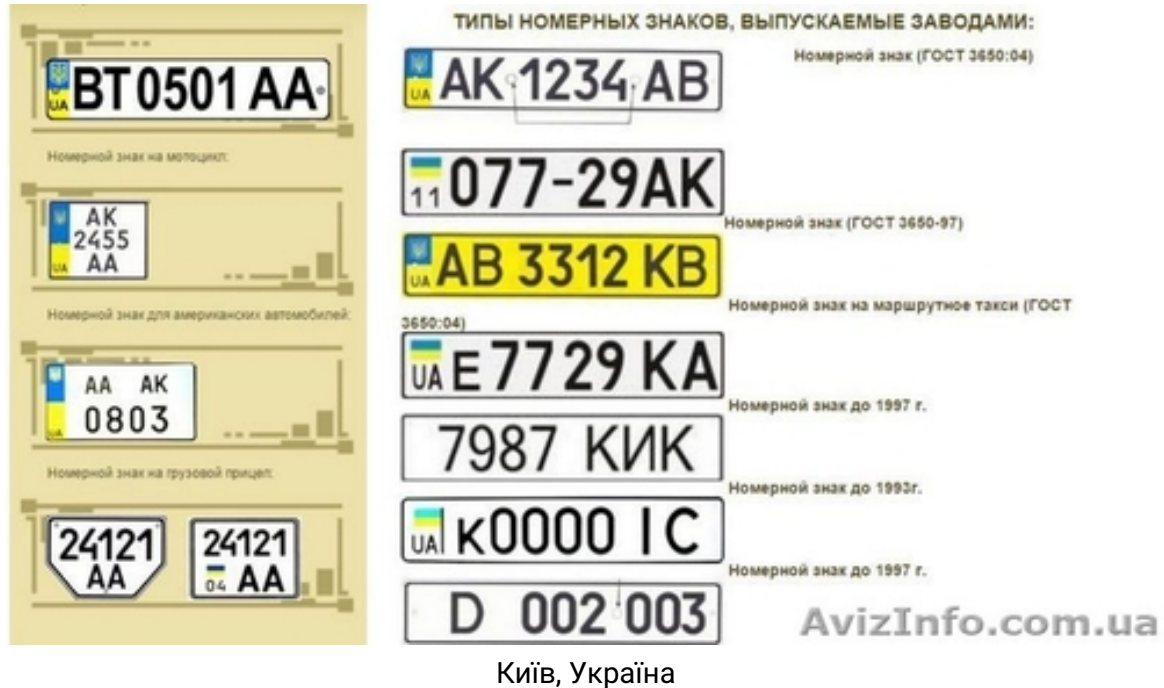 BT 0501 AA
Номерной знак на мотоцикл:
AK
2455
AA
UA
Номерной знак для американских автомобилей:
AA AK
0803
UA
Номерной знак на грузовой прицеп:
24121
AA
24121
04 AA
ТИПЫ НОМЕРНЫХ ЗНАКОВ, ВЫПУСКАЕМЫЕ ЗАВОДАМИ:
Номерной знак (ГОСТ 3650:04)
UA AK 1234 AB
11 077-29AK
Номерной знак (ГОСТ 3650-97)
UA AB 3312 KB
Номерной знак на маршрутное такси (ГОСТ
3650:04)
UA E 7729 KA
Номерной знак до 1997 г.
7987 КИК
Номерной знак до 1993г.
UA K0000 IC
Номерной знак до 1997 г.
D 002 003
AvizInfo.com.ua
Київ, Україна